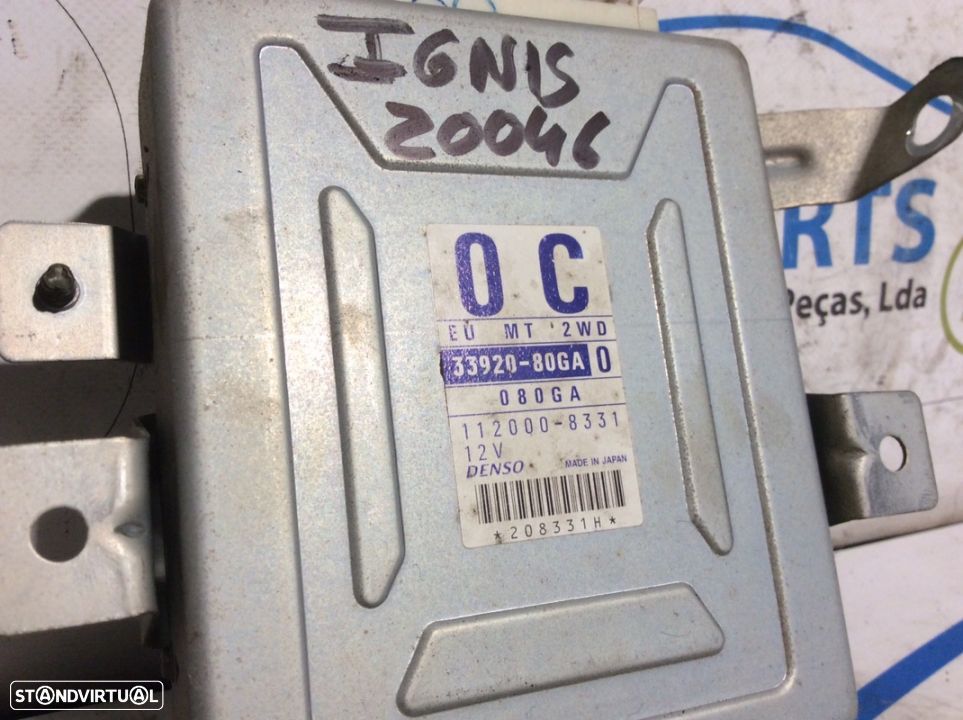 IGNIS
20046
0 C
EU MT 2WD
33920-80GA 0
080GA
112000-8331
12V
DENSO MADE IN JAPAN
*208331H*
RTS
Peças, Lda
STANDVIRTUAL